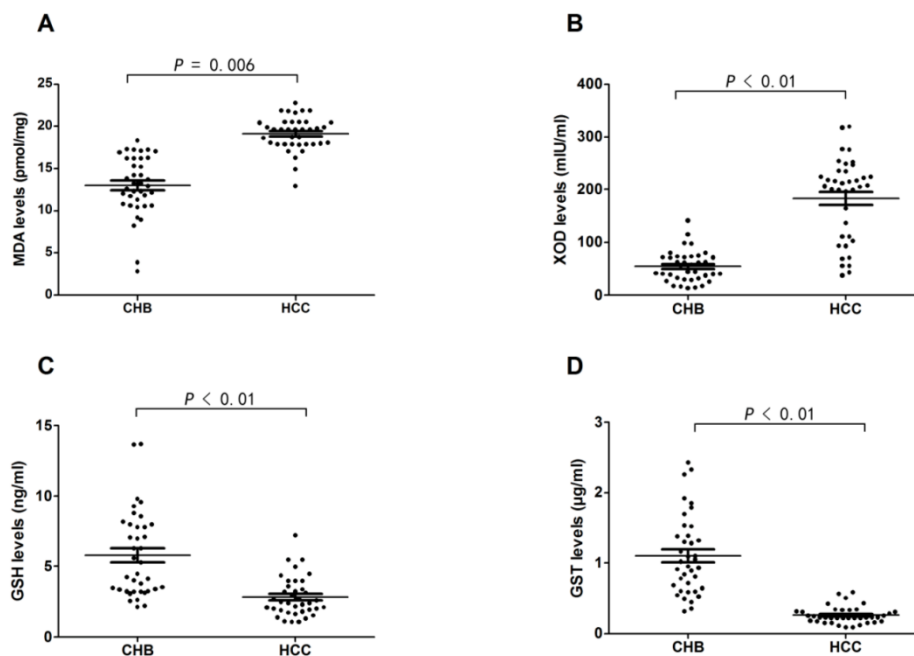 A
P = 0.006
MDA levels (pmol/mg)
25
20
15
10
5
0
CHB
HCC
B
P < 0.01
XOD levels (mIU/ml)
400
300
200
100
0
CHB
HCC
C
P < 0.01
GSH levels (ng/ml)
15
10
5
0
CHB
HCC
D
P < 0.01
GST levels (μg/ml)
3
2
1
0
CHB
HCC